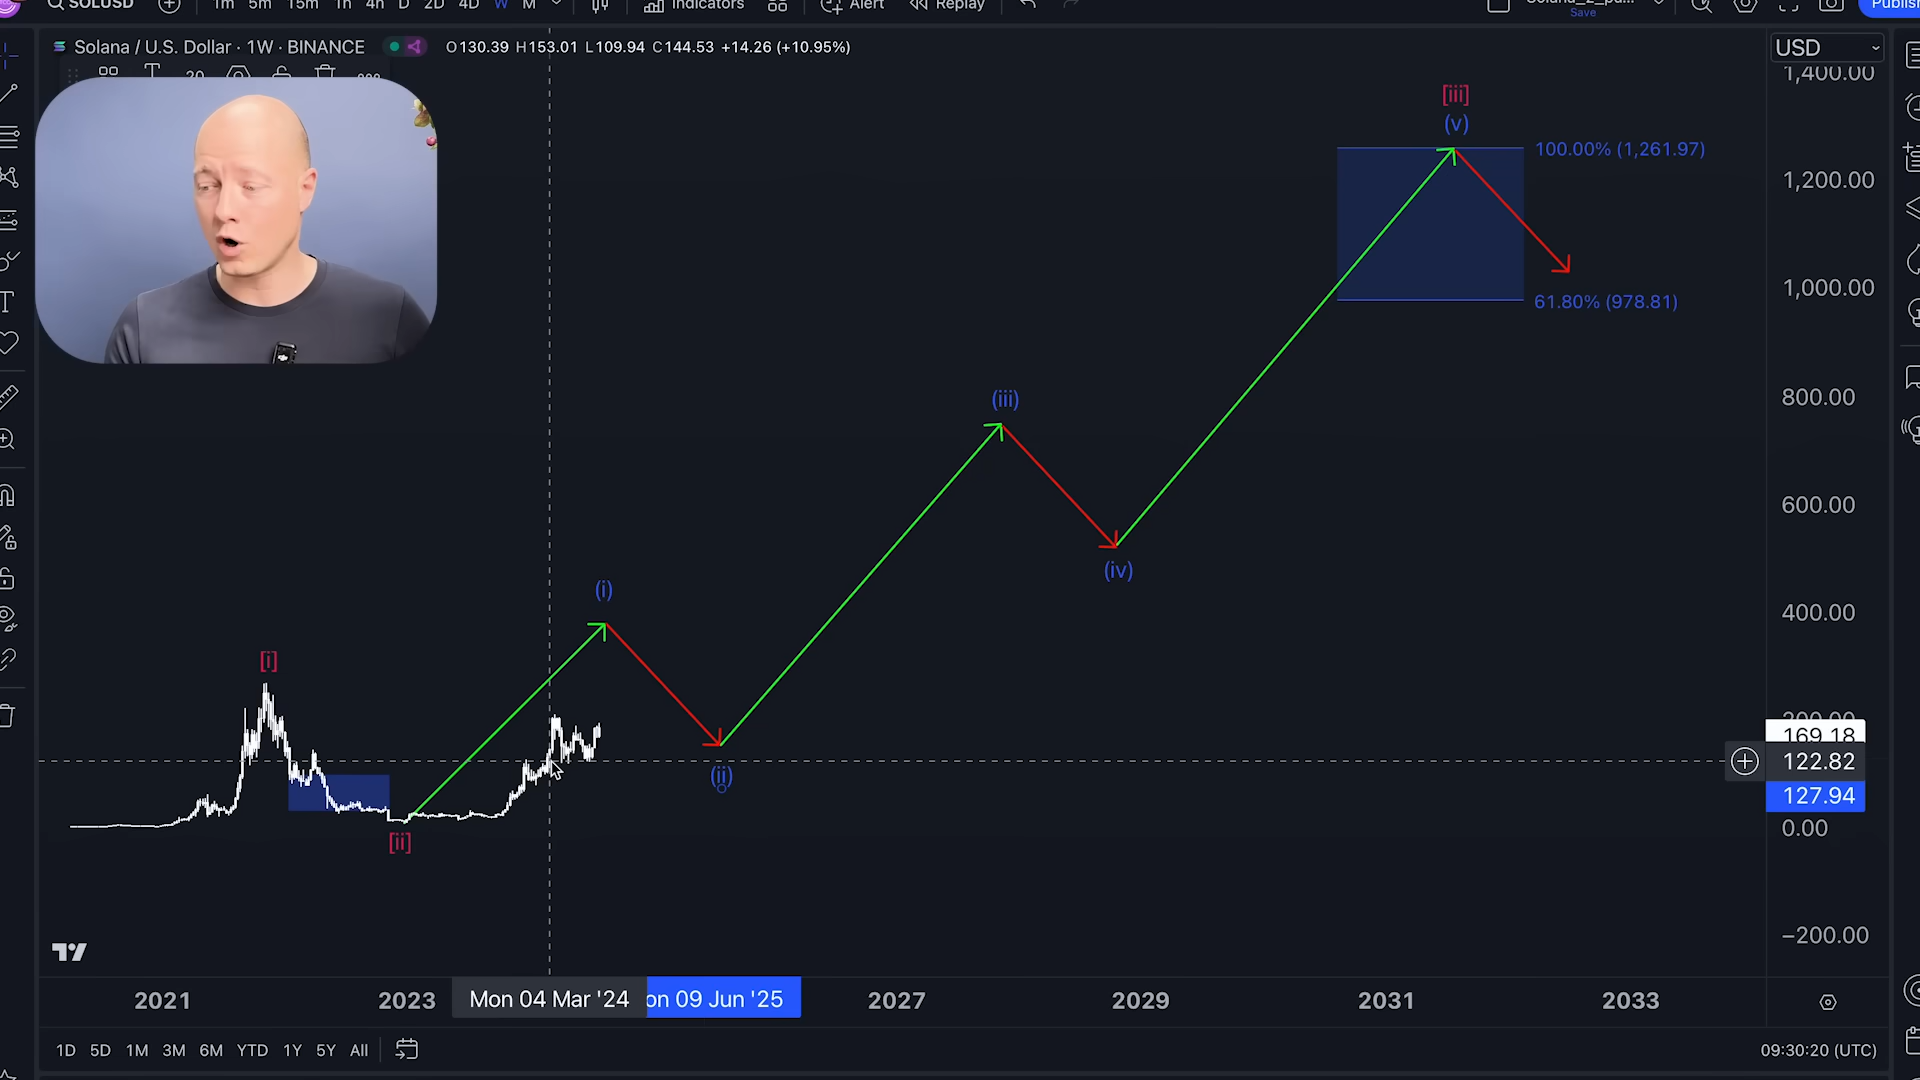 SOLUSD
1m 5m 15m 1h 4h D 2D 4D W M
Indicators
Alert
Replay
Save
Publish
Solana / U.S. Dollar · 1W · BINANCE
O130.39 H153.01 L109.94 C144.53 +14.26 (+10.95%)
USD
1,400.00
[iii]
(v)
100.00% (1,261.97)
1,200.00
1,000.00
61.80% (978.81)
(iii)
800.00
600.00
(iv)
(i)
400.00
[i]
200.00
169.18
122.82
(ii)
127.94
0.00
[ii]
−200.00
2021
2023
Mon 04 Mar '24
on 09 Jun '25
2027
2029
2031
2033
1D 5D 1M 3M 6M YTD 1Y 5Y All
09:30:20 (UTC)